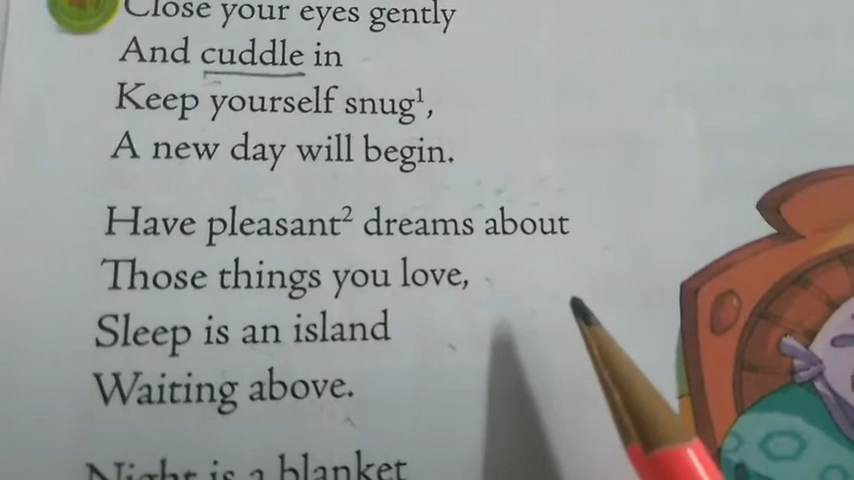 Close your eyes gently
And cuddle in
Keep yourself snug¹,
A new day will begin.
Have pleasant² dreams about
Those things you love,
Sleep is an island
Waiting above.
Night is a blanket